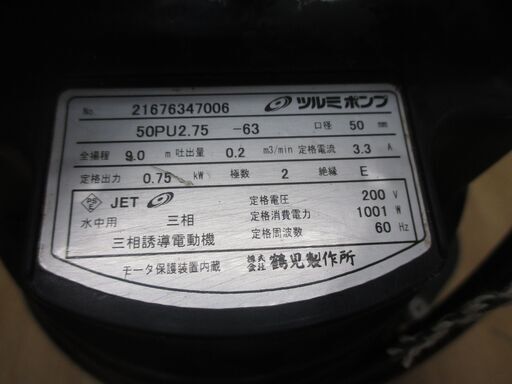 No. 21676347006 ツルミポンプ
50PU2.75 -63 口径 50 mm
全揚程 9.0 m 吐出量 0.2 m3/min 定格電流 3.3 A
定格出力 0.75 kW 極数 2 絶縁 E
PS E JET 定格電圧 200 V
水中用 三相 定格消費電力 1001 W
三相誘導電動機 定格周波数 60 Hz
モータ保護装置内蔵 株式会社 鶴見製作所